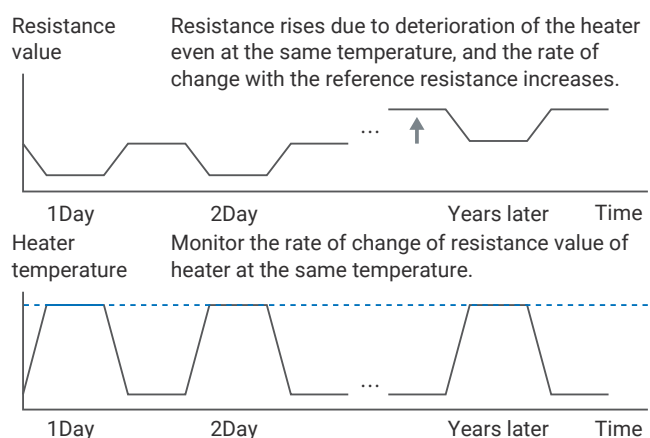 Resistance
value
Resistance rises due to deterioration of the heater
even at the same temperature, and the rate of
change with the reference resistance increases.
...
1Day
2Day
Years later
Time
Heater
temperature
Monitor the rate of change of resistance value of
heater at the same temperature.
...
1Day
2Day
Years later
Time